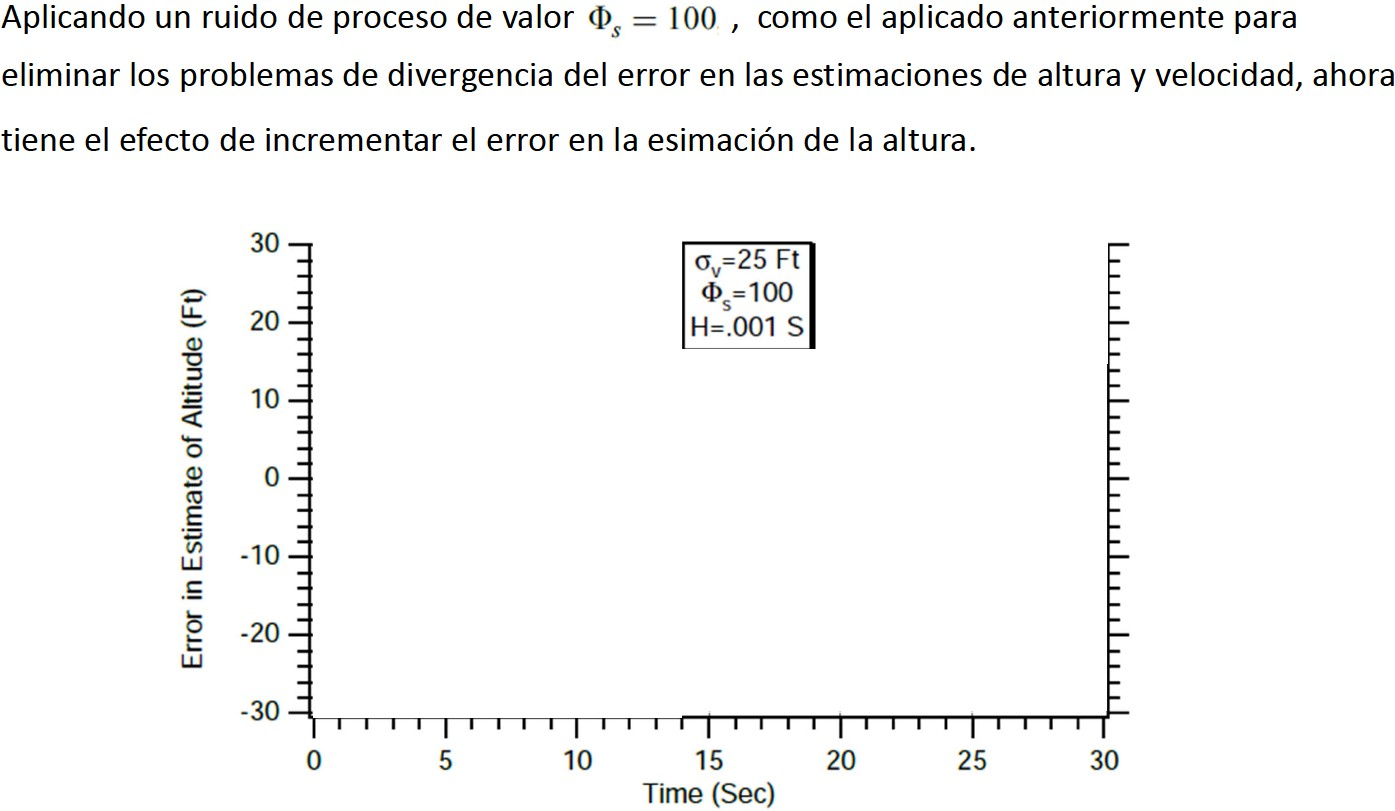 Aplicando un ruido de proceso de valor Φs = 100 , como el aplicado anteriormente para
eliminar los problemas de divergencia del error en las estimaciones de altura y velocidad, ahora
tiene el efecto de incrementar el error en la esimación de la altura.
σv=25 Ft
Φs=100
H=.001 S
Error in Estimate of Altitude (Ft)
30
20
10
0
-10
-20
-30
0 5 10 15 20 25 30
Time (Sec)